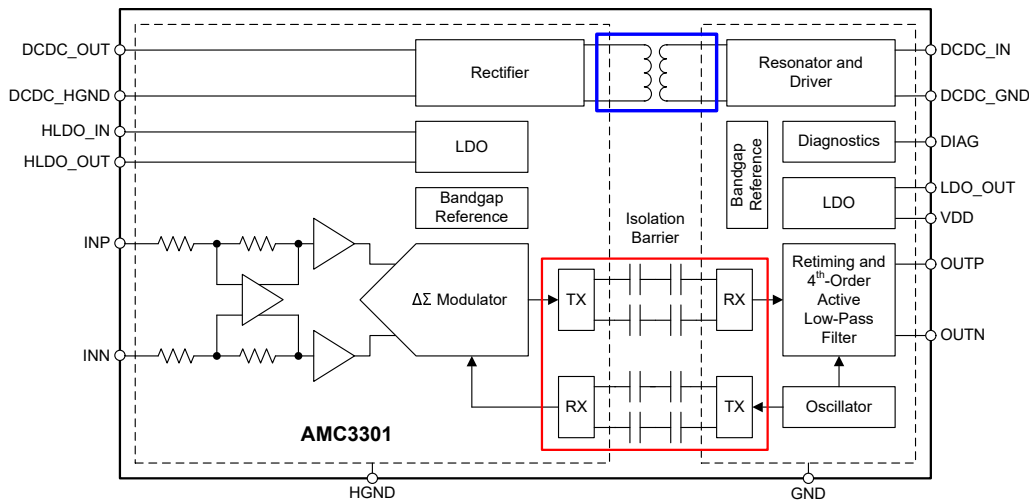 DCDC_OUT
DCDC_HGND
HLDO_IN
HLDO_OUT
INP
INN
Rectifier
LDO
Bandgap
Reference
ΔΣ Modulator
Isolation
Barrier
TX
RX
RX
TX
Resonator and
Driver
Bandgap
Reference
Diagnostics
LDO
Retiming and
4th-Order
Active
Low-Pass
Filter
Oscillator
DCDC_IN
DCDC_GND
DIAG
LDO_OUT
VDD
OUTP
OUTN
AMC3301
HGND
GND